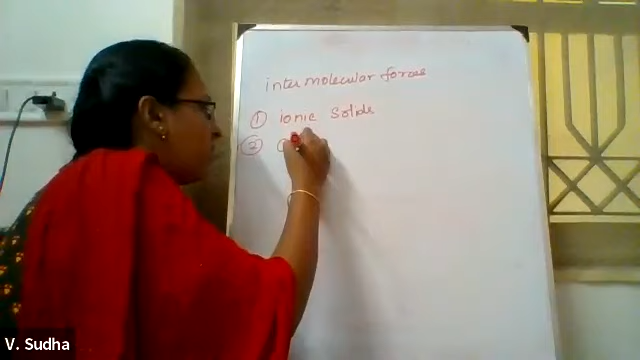 inter molecular forces
① ionic Solids
②
V. Sudha